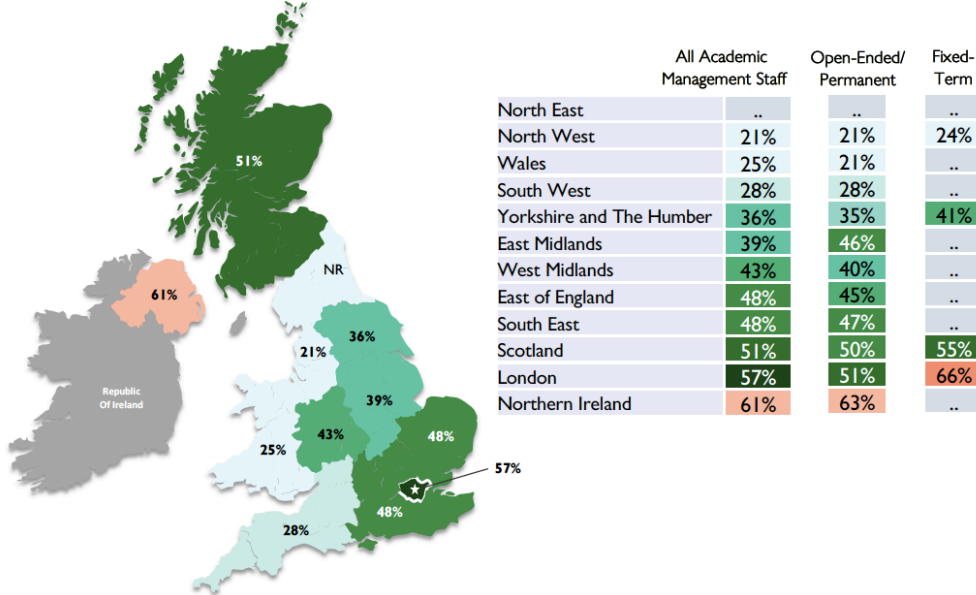 51%
NR
61%
36%
21%
Republic
Of Ireland
39%
43%
48%
25%
57%
48%
28%
All Academic Management Staff Open-Ended/ Permanent Fixed- Term
North East .. .. ..
North West 21% 21% 24%
Wales 25% 21% ..
South West 28% 28% ..
Yorkshire and The Humber 36% 35% 41%
East Midlands 39% 46% ..
West Midlands 43% 40% ..
East of England 48% 45% ..
South East 48% 47% ..
Scotland 51% 50% 55%
London 57% 51% 66%
Northern Ireland 61% 63% ..